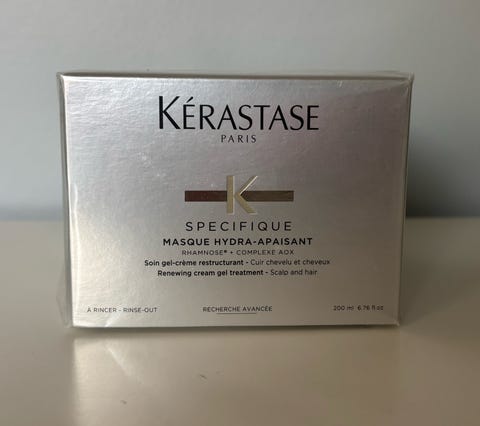 KÉRASTASE
PARIS
K
SPECIFIQUE
MASQUE HYDRA-APAISANT
RHAMNOSE® + COMPLEXE AOX
Soin gel-crème restructurant - Cuir chevelu et cheveux
Renewing cream gel treatment - Scalp and hair
À RINCER - RINSE-OUT RECHERCHE AVANCÉE 200 ml 6.76 fl oz